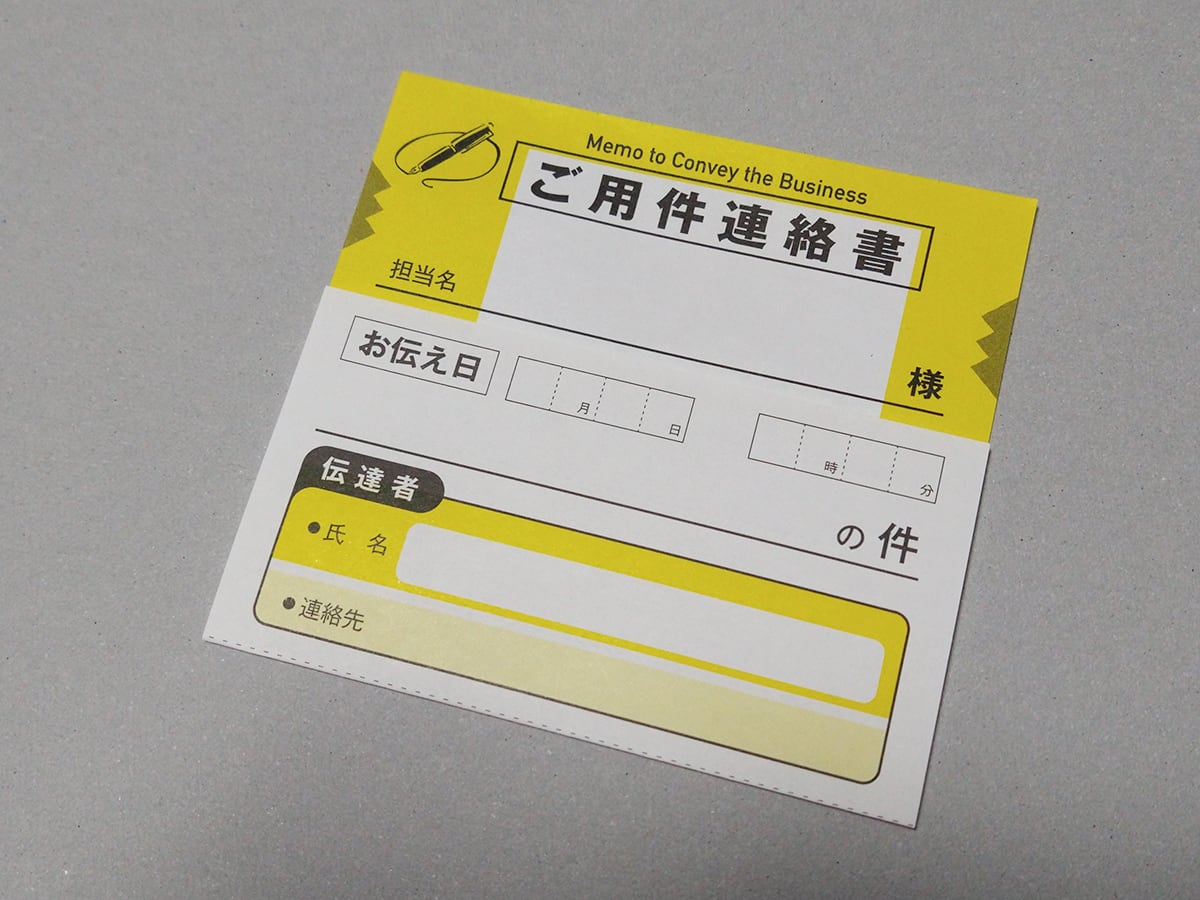 Memo to Convey the Business
ご用件連絡書
担当名
様
お伝え日
月 日 時 分
の件
伝達者
●氏 名
●連絡先